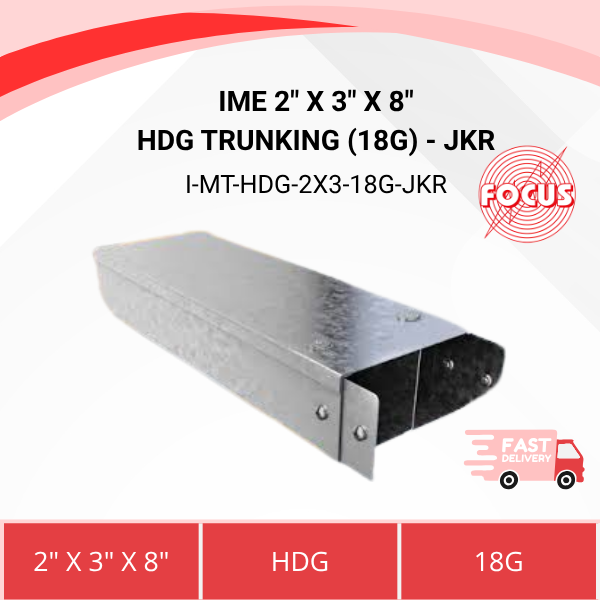 IME 2" X 3" X 8"
HDG TRUNKING (18G) - JKR
I-MT-HDG-2X3-18G-JKR
FOCUS
FAST
DELIVERY
2" X 3" X 8"
HDG
18G